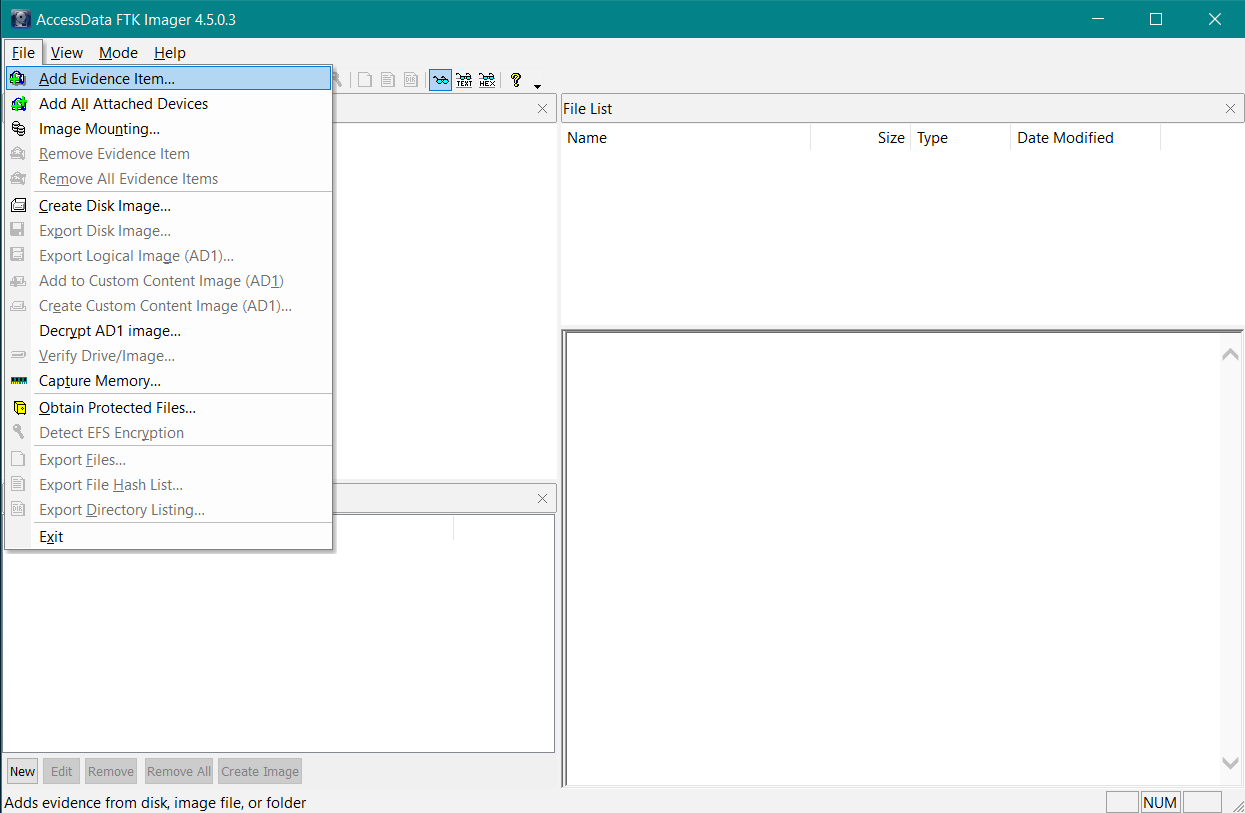 AccessData FTK Imager 4.5.0.3
File View Mode Help
Add Evidence Item...
Add All Attached Devices
Image Mounting...
Remove Evidence Item
Remove All Evidence Items
Create Disk Image...
Export Disk Image...
Export Logical Image (AD1)...
Add to Custom Content Image (AD1)
Create Custom Content Image (AD1)...
Decrypt AD1 image...
Verify Drive/Image...
Capture Memory...
Obtain Protected Files...
Detect EFS Encryption
Export Files...
Export File Hash List...
Export Directory Listing...
Exit
TEXT HEX
File List
Name Size Type Date Modified
New Edit Remove Remove All Create Image
Adds evidence from disk, image file, or folder
NUM